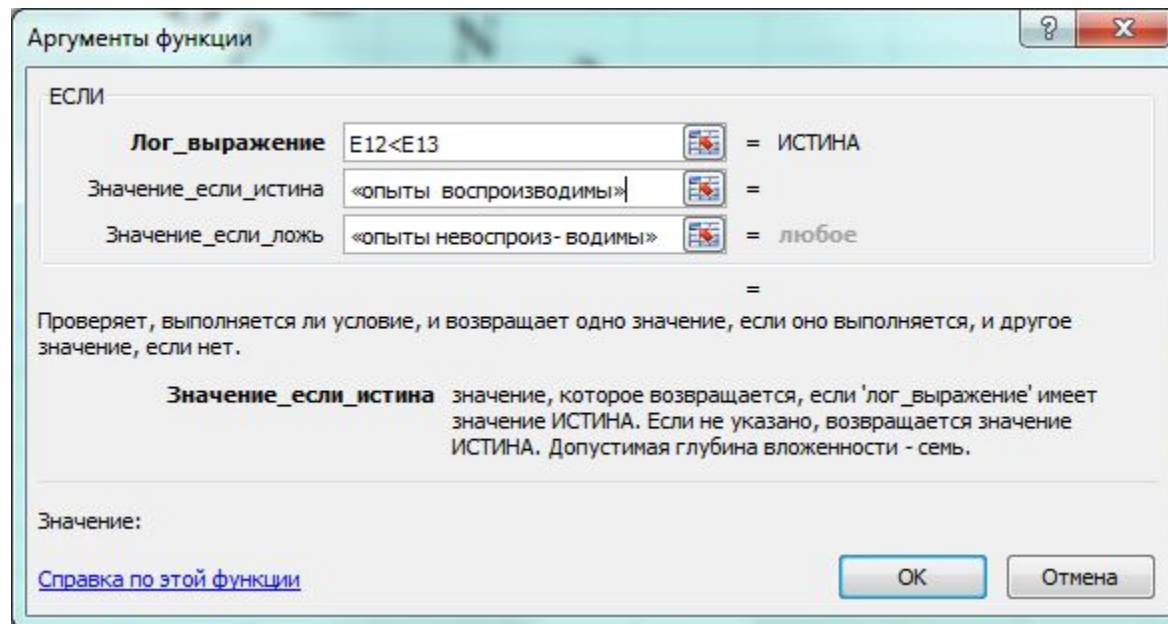 N
Аргументы функции
ЕСЛИ
Лог_выражение E12<E13 = ИСТИНА
Значение_если_истина «опыты воспроизводимы» =
Значение_если_ложь «опыты невоспроиз- водимы» = любое
=
Проверяет, выполняется ли условие, и возвращает одно значение, если оно выполняется, и другое
значение, если нет.
Значение_если_истина значение, которое возвращается, если 'лог_выражение' имеет
значение ИСТИНА. Если не указано, возвращается значение
ИСТИНА. Допустимая глубина вложенности - семь.
Значение:
Справка по этой функции
ОК Отмена